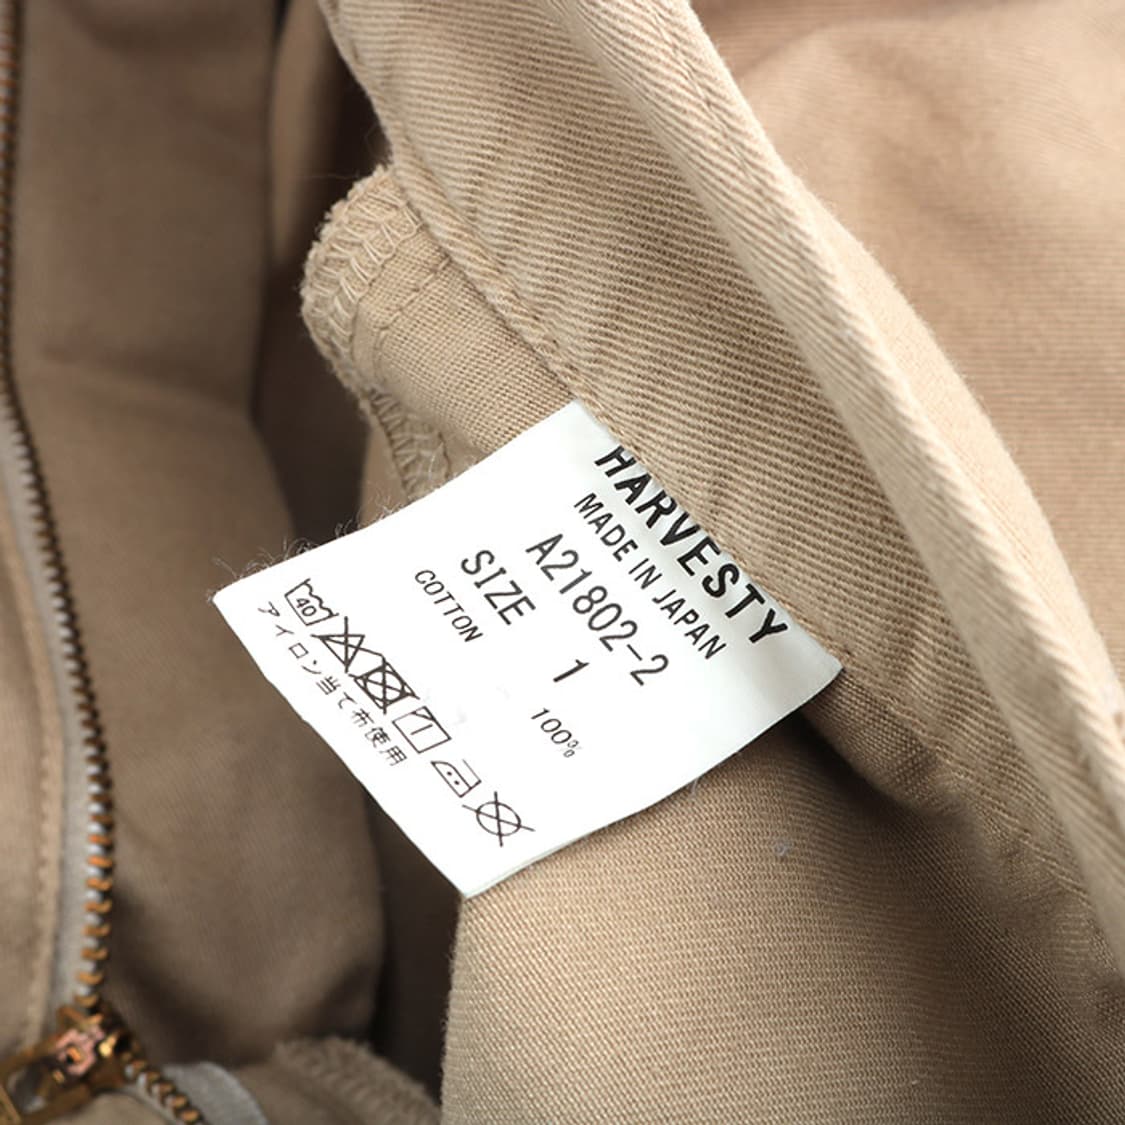 HARVESTY
MADE IN JAPAN
A21802-2
SIZE 1
COTTON 100%
40
アイロン当て布使用